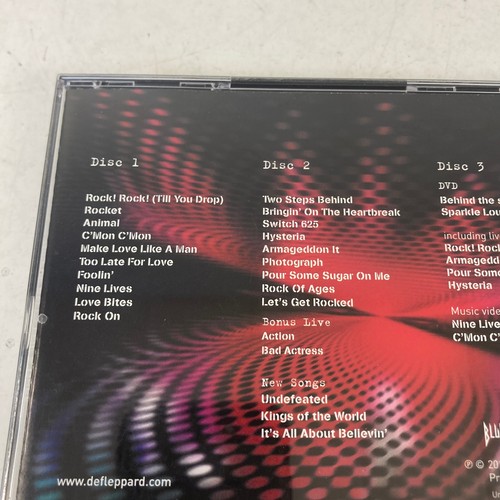 Disc 1
Rock! Rock! (Till You Drop)
Rocket
Animal
C'Mon C'Mon
Make Love Like A Man
Too Late For Love
Foolin'
Nine Lives
Love Bites
Rock On
www.defleppard.com
Disc 2
Two Steps Behind
Bringin' On The Heartbreak
Switch 625
Hysteria
Armageddon It
Photograph
Pour Some Sugar On Me
Rock Of Ages
Let's Get Rocked
Bonus Live
Action
Bad Actress
New Songs
Undefeated
Kings of the World
It's All About Believin'
Disc 3
DVD
Behind the
Sparkle
including
Rock!
Pour
Hysteria
Music
Nine
C'Mon
℗ ©